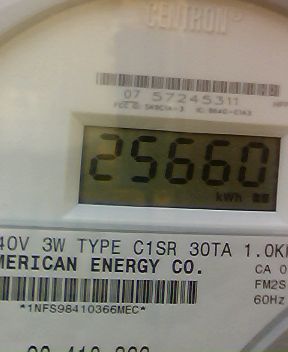 CENTRON®
07 57245311
25660
kWh
40V 3W TYPE C1SR 30TA 1.0K
MERICAN ENERGY CO.
CA 0
FM2S
60Hz
*1NFS98410366MEC*